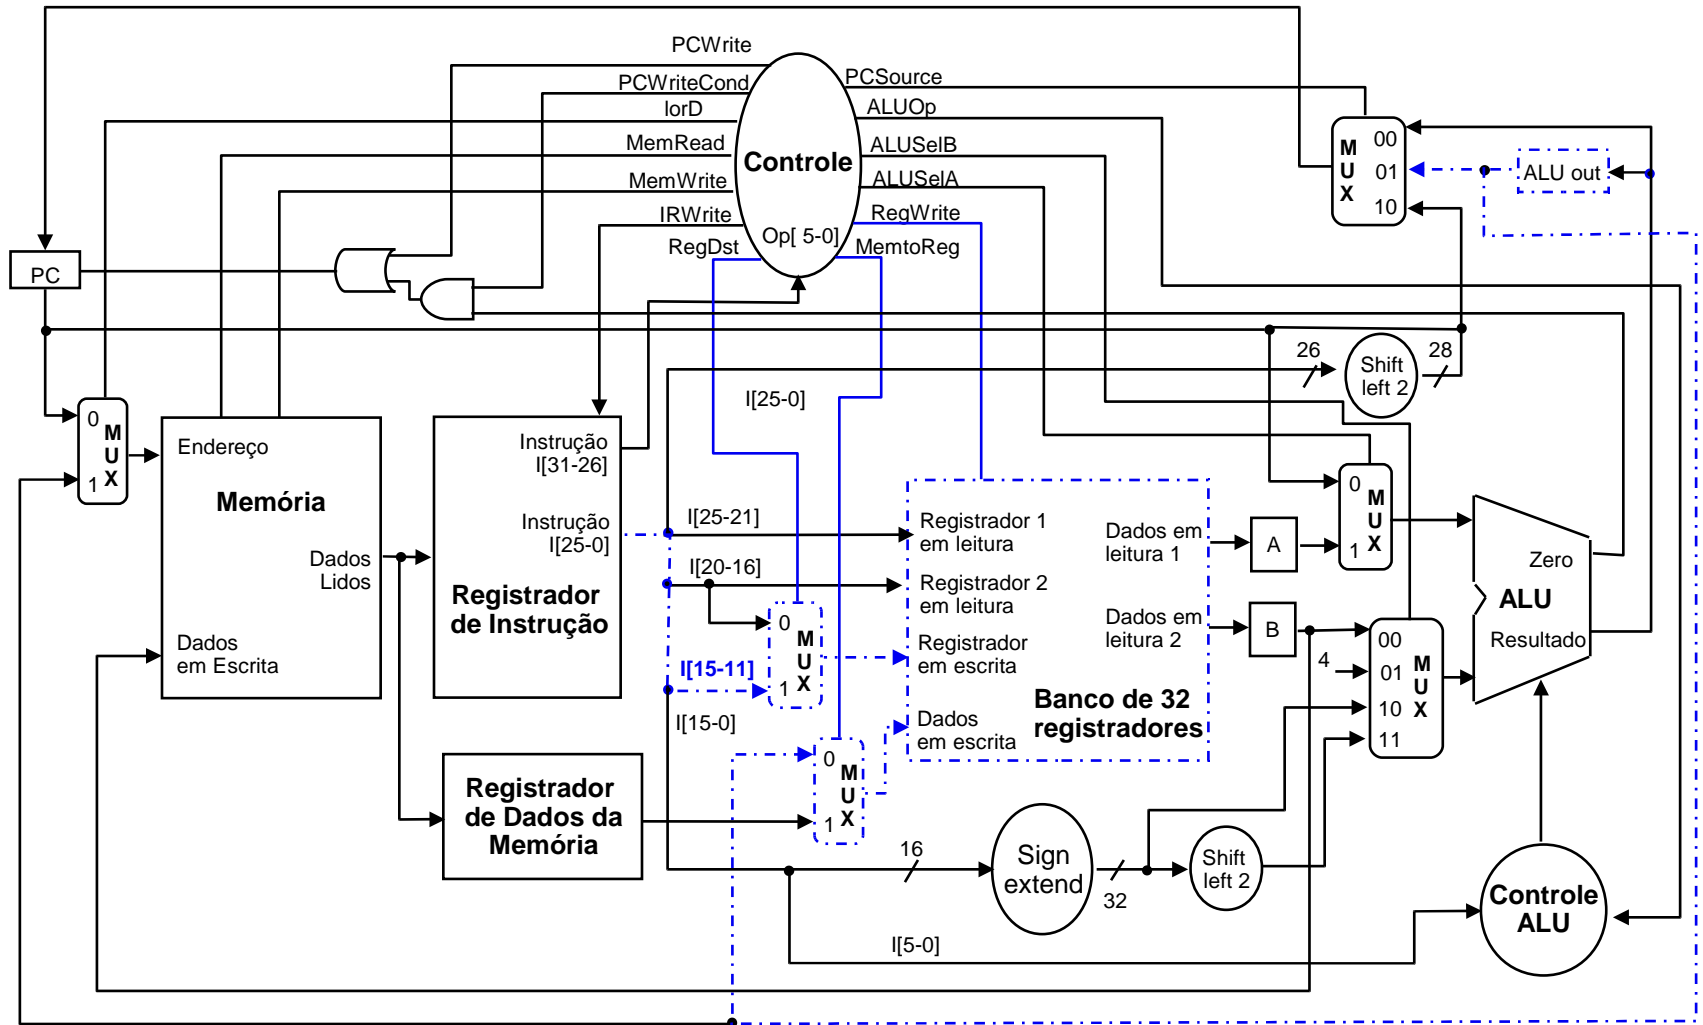 PCWrite
PCWriteCond
IorD
MemRead
MemWrite
IRWrite
RegDst
Controle
Op[ 5-0]
PCSource
ALUOp
ALUSelB
ALUSelA
RegWrite
MemtoReg
M
U
X
00
01
10
ALU out
PC
26
Shift
left 2
28
I[25-0]
0
1
M
U
X
Endereço
Memória
Dados
Lidos
Dados
em Escrita
Instrução
I[31-26]
Instrução
I[25-0]
Registrador
de Instrução
I[25-21]
I[20-16]
I[15-11]
I[15-0]
0
1
M
U
X
Registrador 1
em leitura
Registrador 2
em leitura
Registrador
em escrita
Dados
em escrita
Dados em
leitura 1
Dados em
leitura 2
Banco de 32
registradores
A
B
0
1
M
U
X
4
00
01
10
11
M
U
X
Zero
ALU
Resultado
Registrador
de Dados da
Memória
0
1
M
U
X
16
Sign
extend
32
Shift
left 2
Controle
ALU
I[5-0]